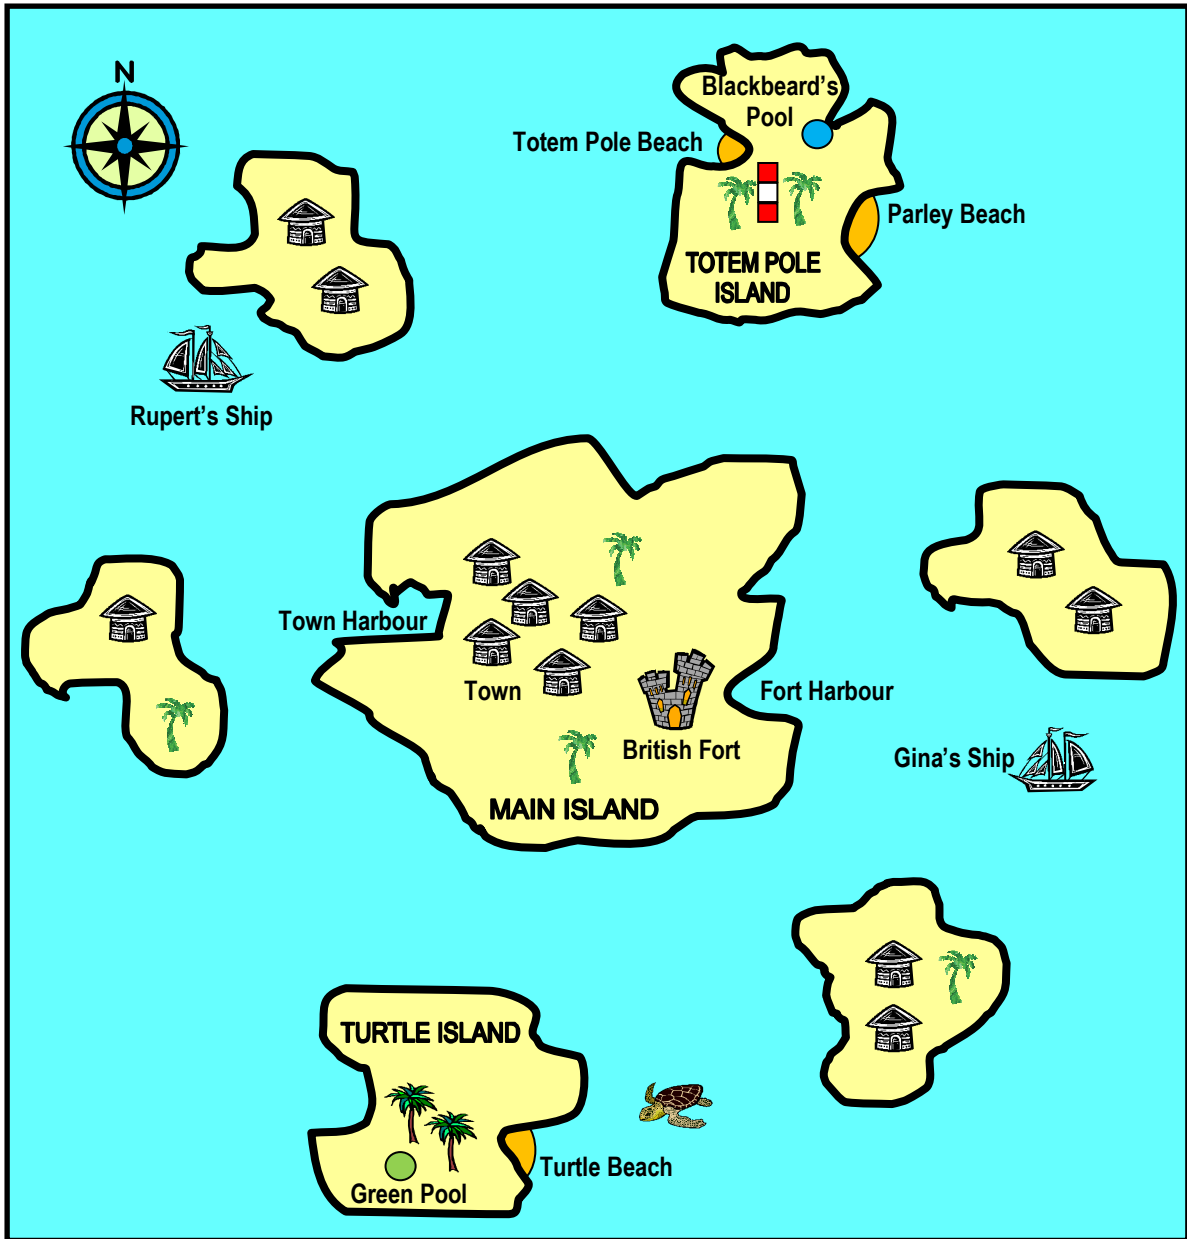 N
Blackbeard's
Pool
Totem Pole Beach
Parley Beach
TOTEM POLE
ISLAND
Rupert's Ship
Town Harbour
Town
Fort Harbour
British Fort
Gina's Ship
MAIN ISLAND
TURTLE ISLAND
Turtle Beach
Green Pool